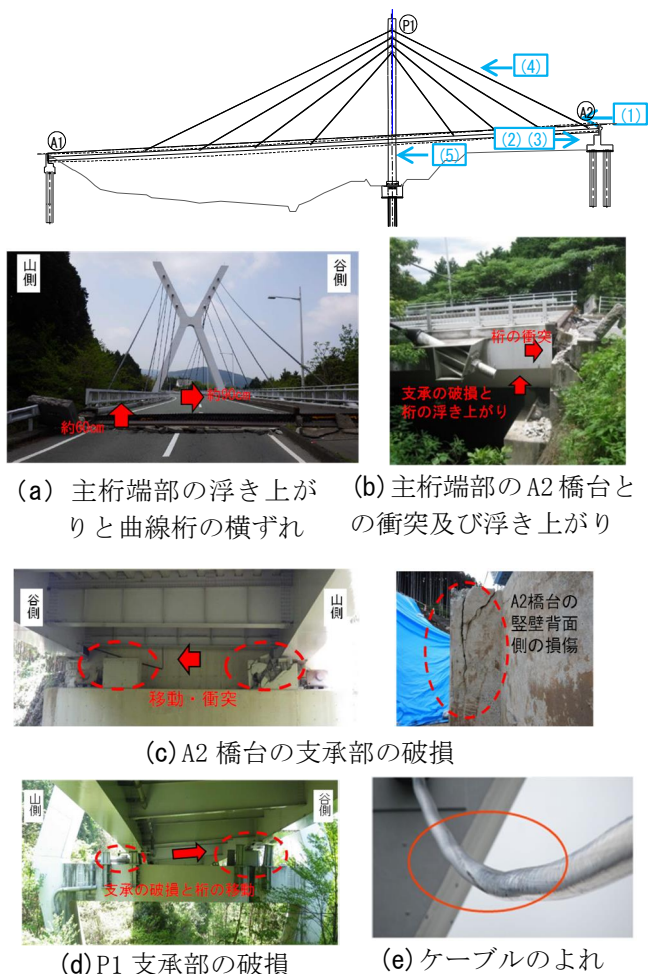 P1
(4)
A2
(1)
A1
(2)(3)
(5)
山側
谷側
約60cm
約90cm
桁の衝突
支承の破損と
桁の浮き上がり
(a) 主桁端部の浮き上が
りと曲線桁の横ずれ
(b)主桁端部のA2橋台と
の衝突及び浮き上がり
谷側
山側
移動・衝突
A2橋台の
竪壁背面
側の損傷
(c)A2 橋台の支承部の破損
山側
谷側
支承の破損と桁の移動
(d)P1 支承部の破損
(e)ケーブルのよれ